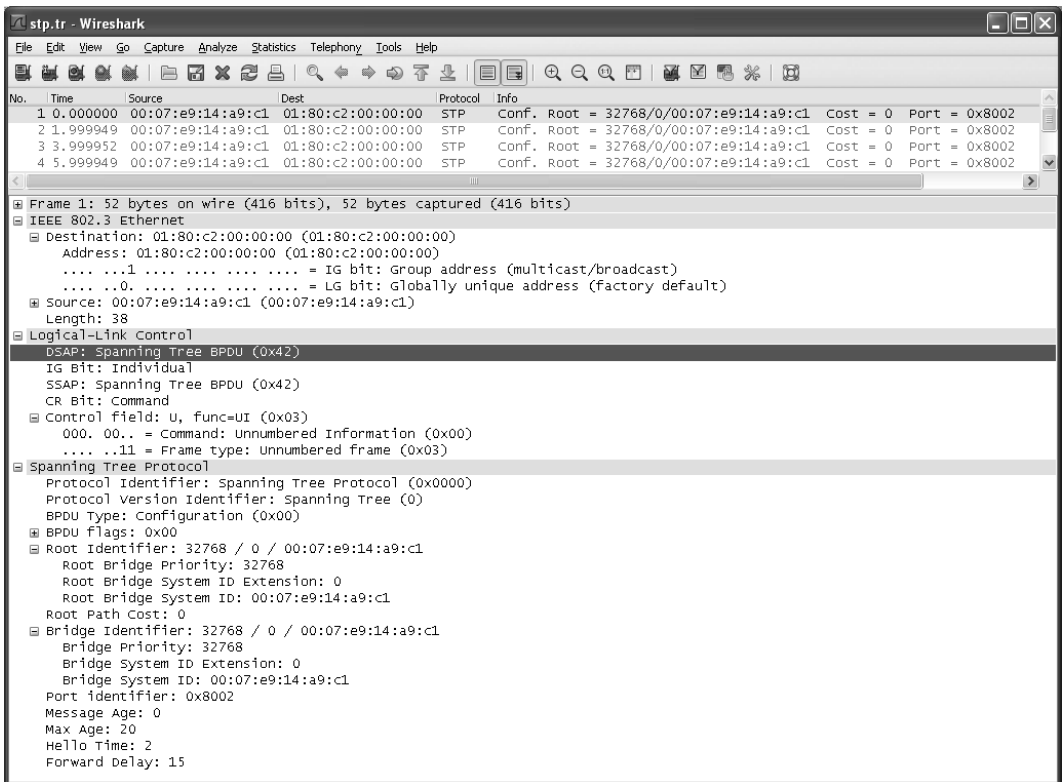 stp.tr - Wireshark
File Edit View Go Capture Analyze Statistics Telephony Tools Help
No. Time Source Dest Protocol Info
1 0.000000 00:07:e9:14:a9:c1 01:80:c2:00:00:00 STP Conf. Root = 32768/0/00:07:e9:14:a9:c1 Cost = 0 Port = 0x8002
2 1.999949 00:07:e9:14:a9:c1 01:80:c2:00:00:00 STP Conf. Root = 32768/0/00:07:e9:14:a9:c1 Cost = 0 Port = 0x8002
3 3.999952 00:07:e9:14:a9:c1 01:80:c2:00:00:00 STP Conf. Root = 32768/0/00:07:e9:14:a9:c1 Cost = 0 Port = 0x8002
4 5.999949 00:07:e9:14:a9:c1 01:80:c2:00:00:00 STP Conf. Root = 32768/0/00:07:e9:14:a9:c1 Cost = 0 Port = 0x8002
Frame 1: 52 bytes on wire (416 bits), 52 bytes captured (416 bits)
IEEE 802.3 Ethernet
Destination: 01:80:c2:00:00:00 (01:80:c2:00:00:00)
Address: 01:80:c2:00:00:00 (01:80:c2:00:00:00)
.... ...1 .... .... .... .... = IG bit: Group address (multicast/broadcast)
.... ..0. .... .... .... .... = LG bit: Globally unique address (factory default)
Source: 00:07:e9:14:a9:c1 (00:07:e9:14:a9:c1)
Length: 38
Logical-Link Control
DSAP: Spanning Tree BPDU (0x42)
IG Bit: Individual
SSAP: Spanning Tree BPDU (0x42)
CR Bit: Command
Control field: U, func=UI (0x03)
000. 00.. = Command: Unnumbered Information (0x00)
.... ..11 = Frame type: Unnumbered frame (0x03)
Spanning Tree Protocol
Protocol Identifier: Spanning Tree Protocol (0x0000)
Protocol Version Identifier: Spanning Tree (0)
BPDU Type: Configuration (0x00)
BPDU flags: 0x00
Root Identifier: 32768 / 0 / 00:07:e9:14:a9:c1
Root Bridge Priority: 32768
Root Bridge System ID Extension: 0
Root Bridge System ID: 00:07:e9:14:a9:c1
Root Path Cost: 0
Bridge Identifier: 32768 / 0 / 00:07:e9:14:a9:c1
Bridge Priority: 32768
Bridge System ID Extension: 0
Bridge System ID: 00:07:e9:14:a9:c1
Port identifier: 0x8002
Message Age: 0
Max Age: 20
Hello Time: 2
Forward Delay: 15